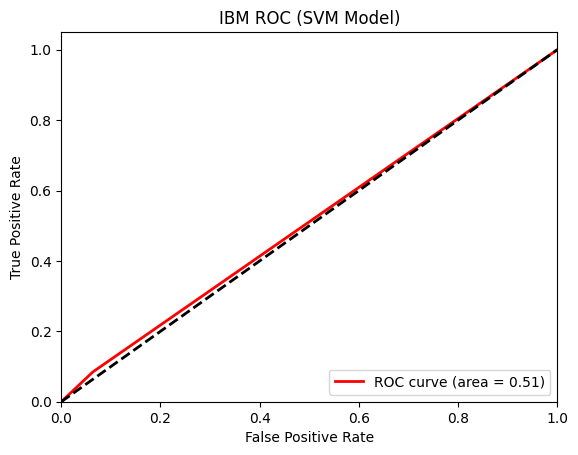 IBM ROC (SVM Model)
1.0
0.8
0.6
0.4
0.2
0.0
True Positive Rate
ROC curve (area = 0.51)
0.0 0.2 0.4 0.6 0.8 1.0
False Positive Rate